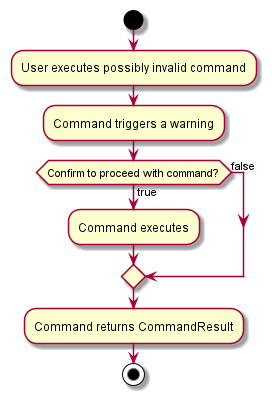 User executes possibly invalid command
Command triggers a warning
Confirm to proceed with command?
false
true
Command executes
Command returns CommandResult